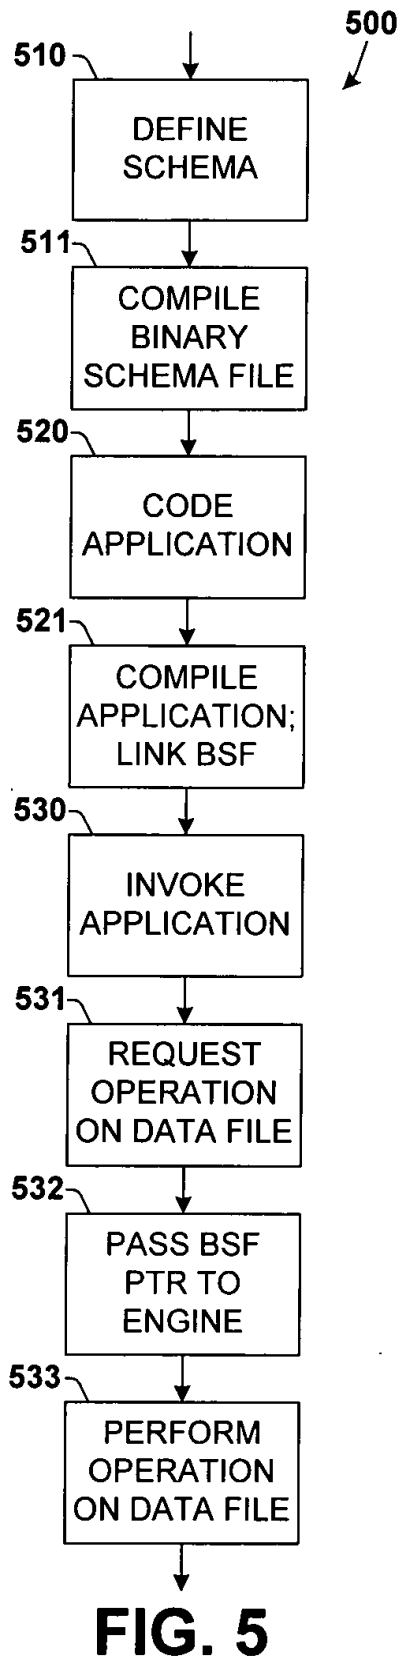 500
510
DEFINE
SCHEMA
511
COMPILE
BINARY
SCHEMA FILE
520
CODE
APPLICATION
521
COMPILE
APPLICATION;
LINK BSF
530
INVOKE
APPLICATION
531
REQUEST
OPERATION
ON DATA FILE
532
PASS BSF
PTR TO
ENGINE
533
PERFORM
OPERATION
ON DATA FILE
FIG. 5